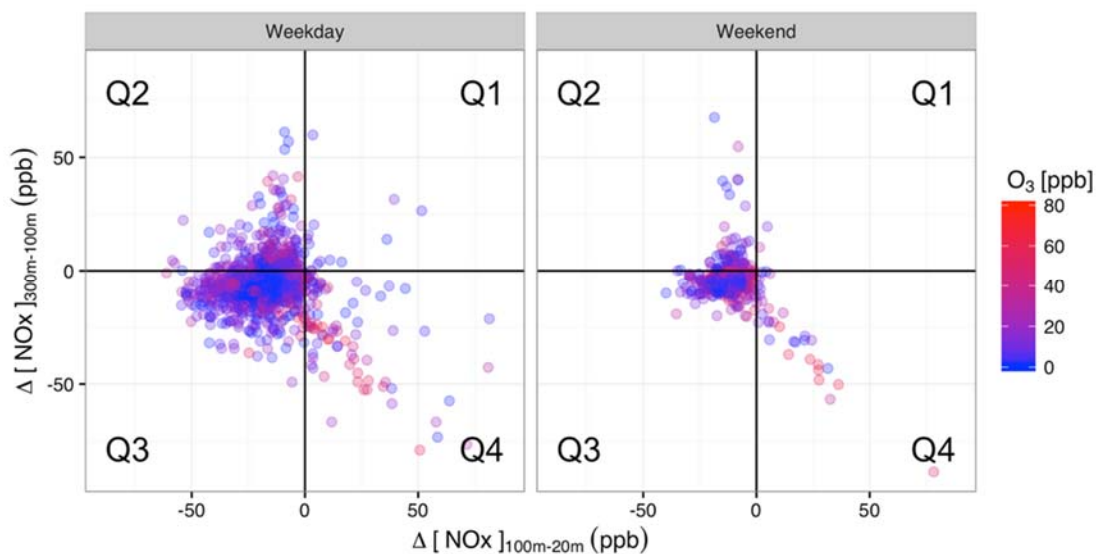 Weekday Weekend
Q2 Q1 Q2 Q1
Q3 Q4 Q3 Q4
50
0
-50
Δ [ NOx ]300m-100m (ppb)
-50 0 50 -50 0 50
Δ [ NOx ]100m-20m (ppb)
O3 [ppb]
80
60
40
20
0